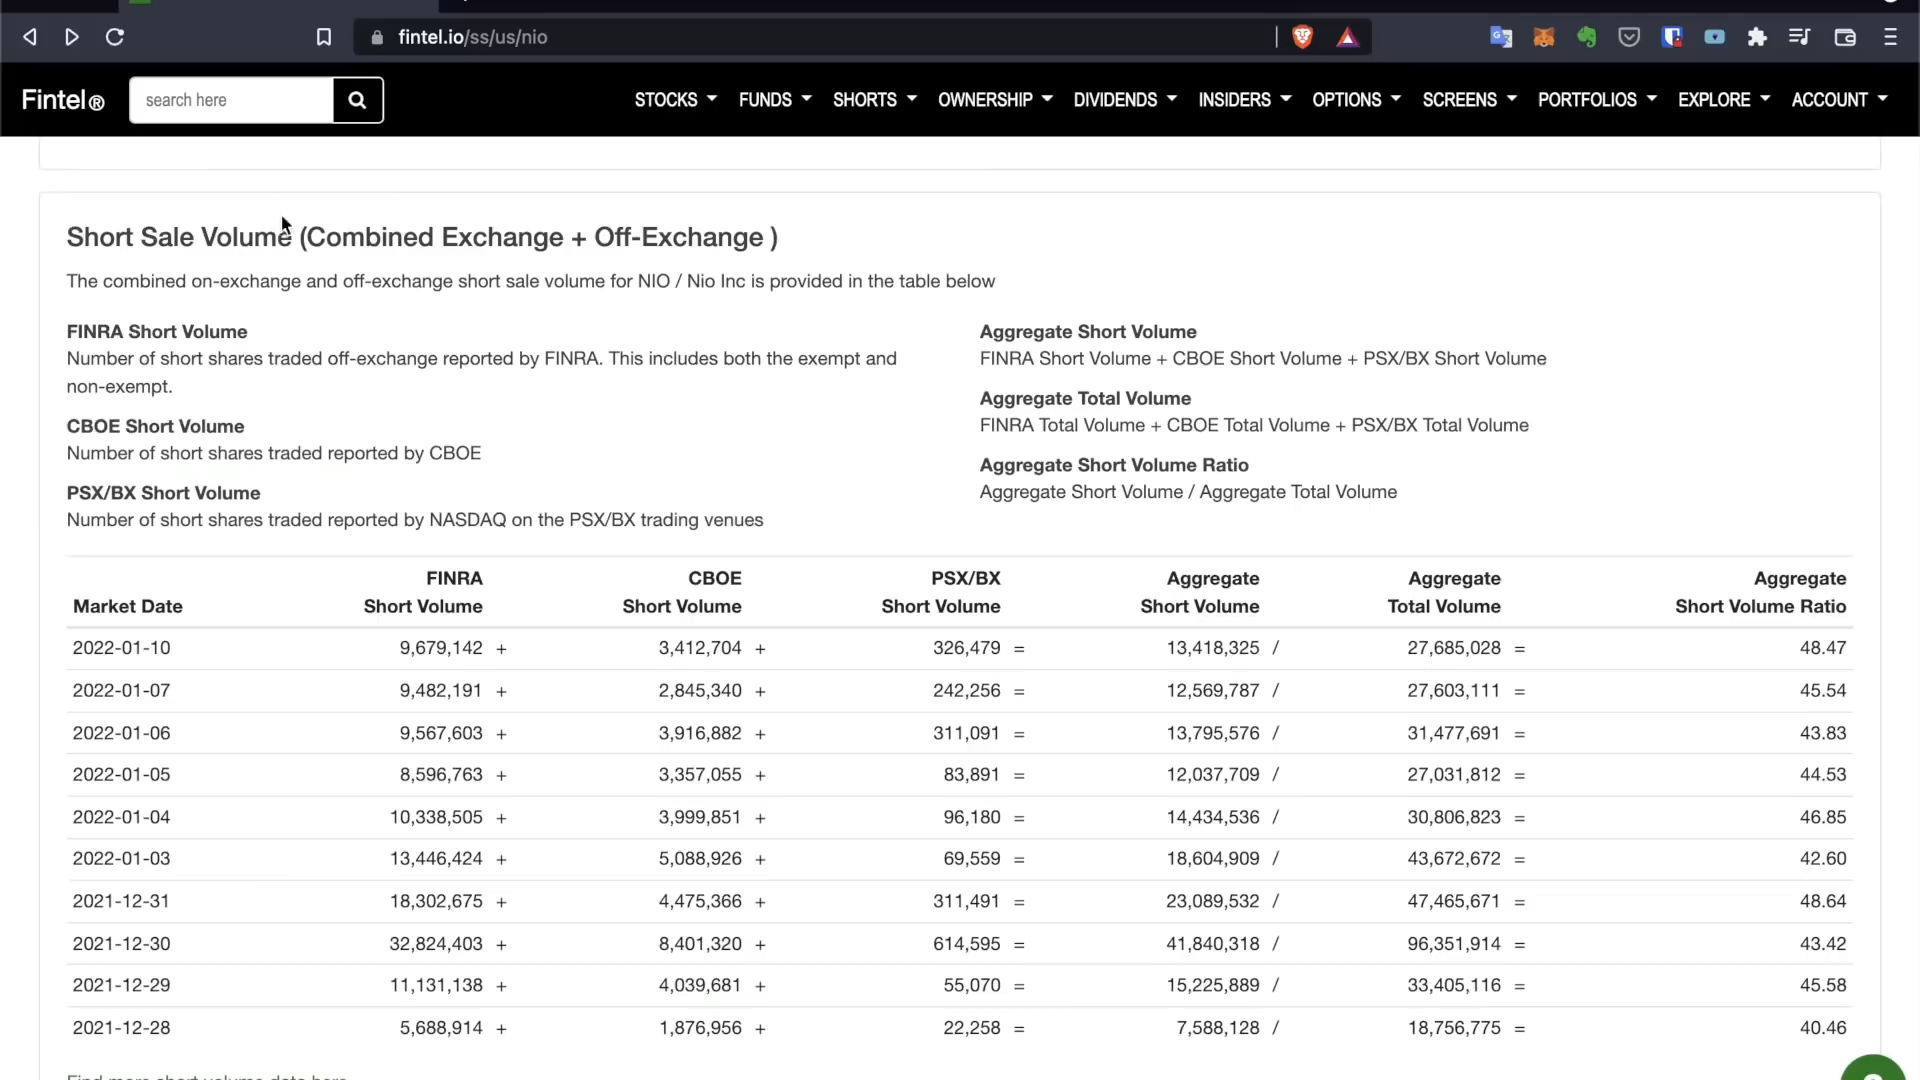 fintel.io/ss/us/nio
Fintel®
search here
STOCKS FUNDS SHORTS OWNERSHIP DIVIDENDS INSIDERS OPTIONS SCREENS PORTFOLIOS EXPLORE ACCOUNT
Short Sale Volume (Combined Exchange + Off-Exchange )
The combined on-exchange and off-exchange short sale volume for NIO / Nio Inc is provided in the table below
FINRA Short Volume
Number of short shares traded off-exchange reported by FINRA. This includes both the exempt and
non-exempt.
CBOE Short Volume
Number of short shares traded reported by CBOE
PSX/BX Short Volume
Number of short shares traded reported by NASDAQ on the PSX/BX trading venues
Aggregate Short Volume
FINRA Short Volume + CBOE Short Volume + PSX/BX Short Volume
Aggregate Total Volume
FINRA Total Volume + CBOE Total Volume + PSX/BX Total Volume
Aggregate Short Volume Ratio
Aggregate Short Volume / Aggregate Total Volume
FINRA CBOE PSX/BX Aggregate Aggregate Aggregate
Market Date Short Volume Short Volume Short Volume Short Volume Total Volume Short Volume Ratio
2022-01-10 9,679,142 + 3,412,704 + 326,479 = 13,418,325 / 27,685,028 = 48.47
2022-01-07 9,482,191 + 2,845,340 + 242,256 = 12,569,787 / 27,603,111 = 45.54
2022-01-06 9,567,603 + 3,916,882 + 311,091 = 13,795,576 / 31,477,691 = 43.83
2022-01-05 8,596,763 + 3,357,055 + 83,891 = 12,037,709 / 27,031,812 = 44.53
2022-01-04 10,338,505 + 3,999,851 + 96,180 = 14,434,536 / 30,806,823 = 46.85
2022-01-03 13,446,424 + 5,088,926 + 69,559 = 18,604,909 / 43,672,672 = 42.60
2021-12-31 18,302,675 + 4,475,366 + 311,491 = 23,089,532 / 47,465,671 = 48.64
2021-12-30 32,824,403 + 8,401,320 + 614,595 = 41,840,318 / 96,351,914 = 43.42
2021-12-29 11,131,138 + 4,039,681 + 55,070 = 15,225,889 / 33,405,116 = 45.58
2021-12-28 5,688,914 + 1,876,956 + 22,258 = 7,588,128 / 18,756,775 = 40.46
Find more short volume data here